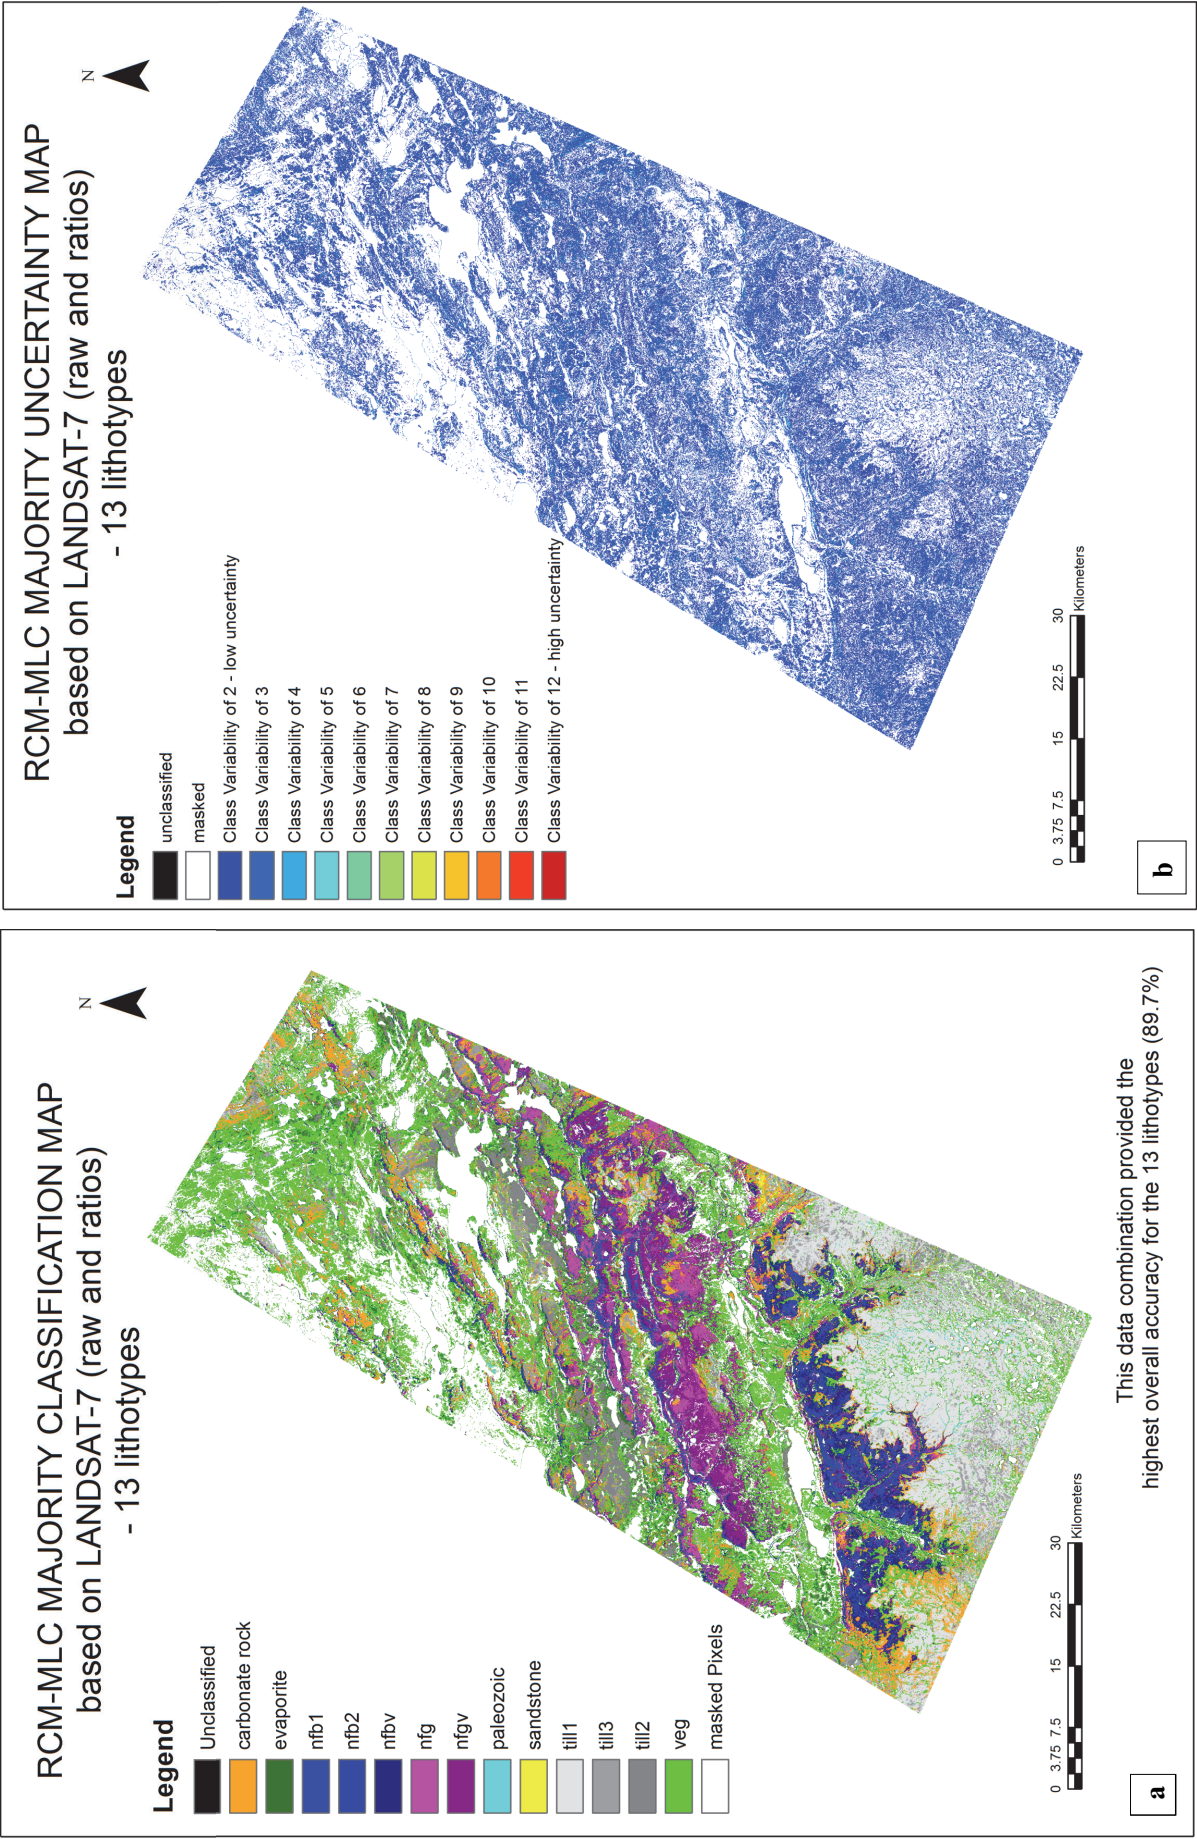 RCM-MLC MAJORITY CLASSIFICATION MAP
based on LANDSAT-7 (raw and ratios)
- 13 lithotypes
N
Legend
Unclassified
carbonate rock
evaporite
nfb1
nfb2
nfbv
nfg
nfgv
paleozoic
sandstone
till1
till3
till2
veg
masked Pixels
0 3.75 7.5 15 22.5 30
Kilometers
This data combination provided the
highest overall accuracy for the 13 lithotypes (89.7%)
a
RCM-MLC MAJORITY UNCERTAINTY MAP
based on LANDSAT-7 (raw and ratios)
- 13 lithotypes
N
Legend
unclassified
masked
Class Variability of 2 - low uncertainty
Class Variability of 3
Class Variability of 4
Class Variability of 5
Class Variability of 6
Class Variability of 7
Class Variability of 8
Class Variability of 9
Class Variability of 10
Class Variability of 11
Class Variability of 12 - high uncertainty
0 3.75 7.5 15 22.5 30
Kilometers
b